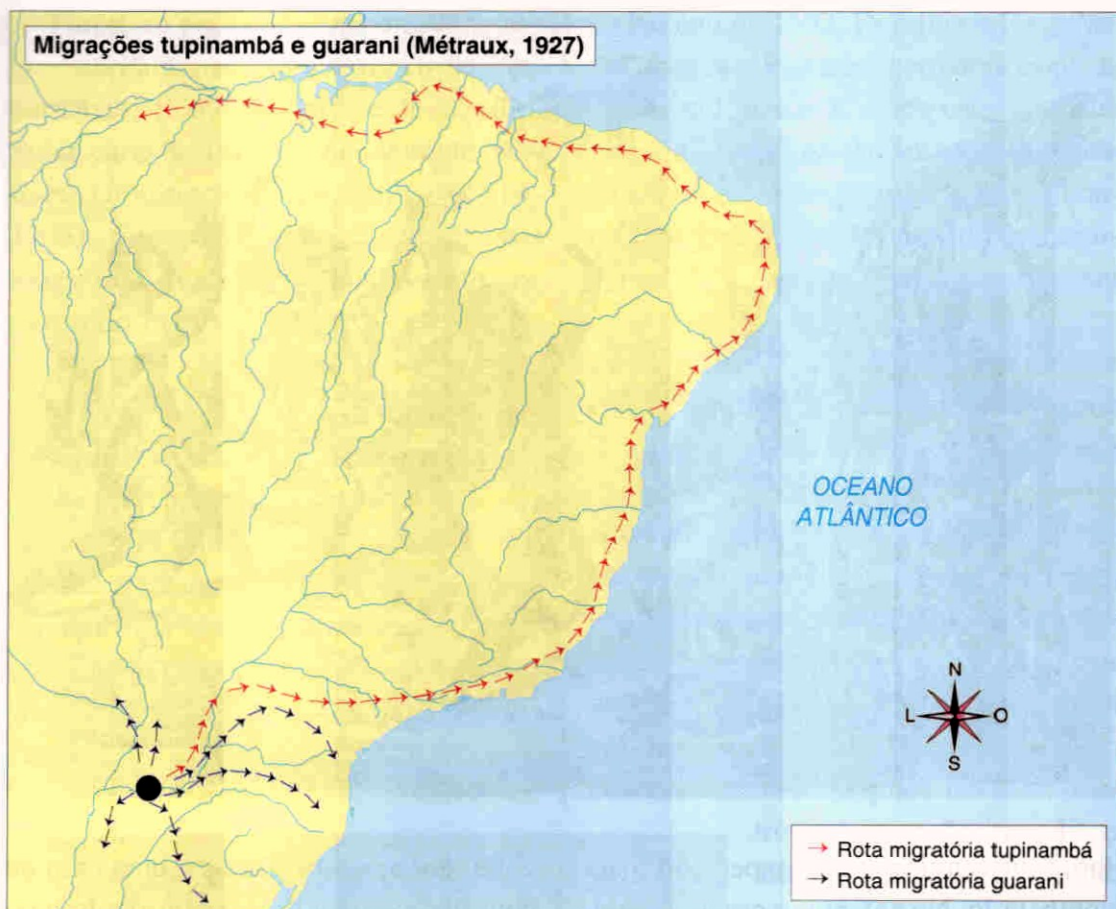 Migrações tupinambá e guarani (Métraux, 1927)
OCEANO
ATLÂNTICO
N
L O
S
Rota migratória tupinambá
Rota migratória guarani